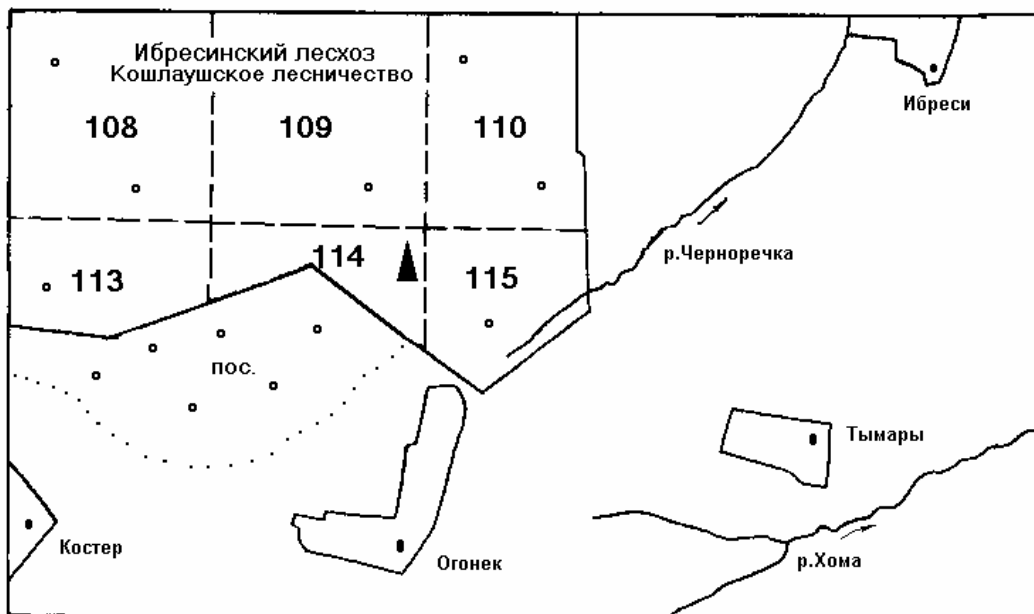 Ибресинский лесхоз
Кошлаушское лесничество
Ибреси
108
109
110
р.Черноречка
113
114
115
пос.
Тымары
Костер
Огонек
р.Хома